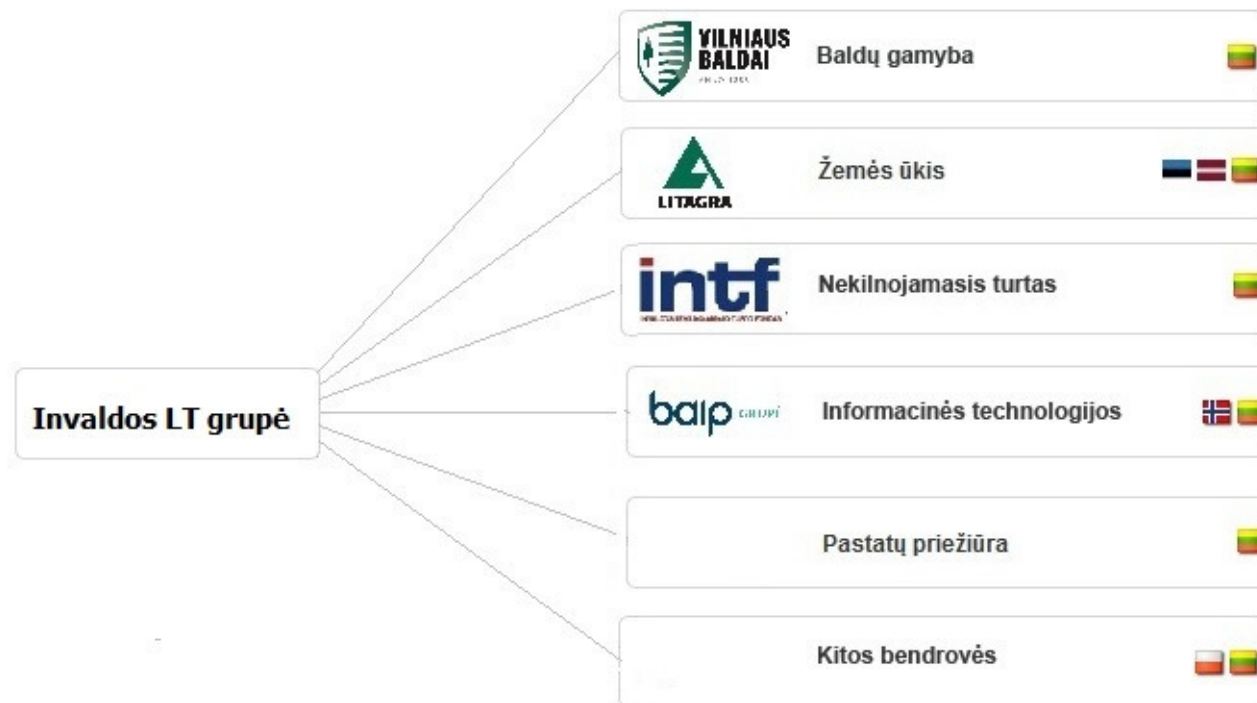 VILNIAUS
BALDAI
Baldų gamyba
LITAGRA
Žemės ūkis
intf
Nekilnojamasis turtas
Invaldos LT grupė
baip GRUPĖ
Informacinės technologijos
Pastatų priežiūra
Kitos bendrovės